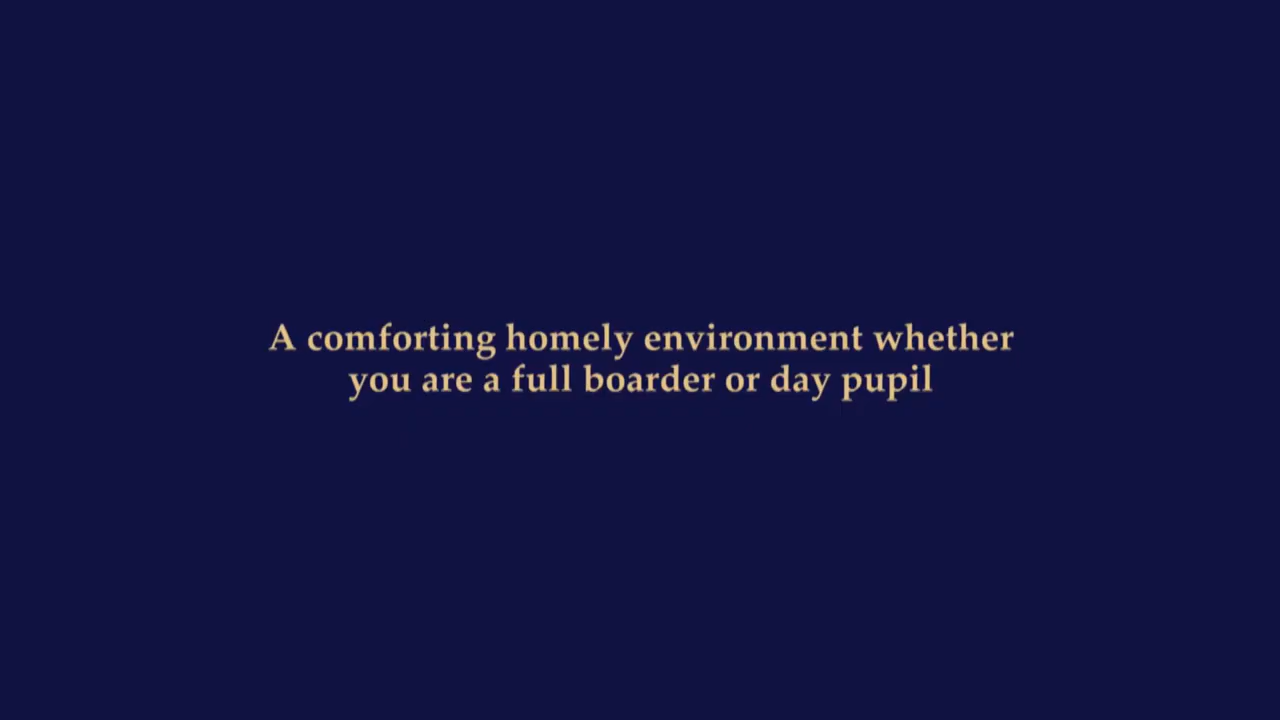 A comforting homely environment whether
you are a full boarder or day pupil